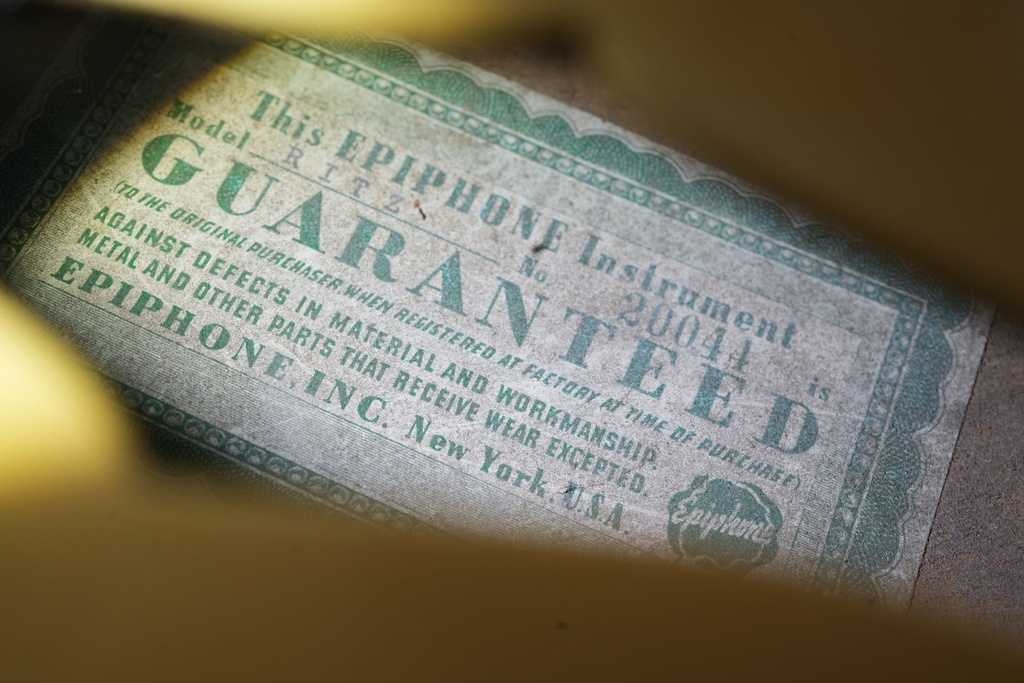 This EPIPHONE Instrument
Model RITZ No. 20044 is
GUARANTEED
(TO THE ORIGINAL PURCHASER WHEN REGISTERED AT FACTORY AT TIME OF PURCHASE)
AGAINST DEFECTS IN MATERIAL AND WORKMANSHIP.
METAL AND OTHER PARTS THAT RECEIVE WEAR EXCEPTED.
EPIPHONE, INC. New York, U.S.A.
Epiphone